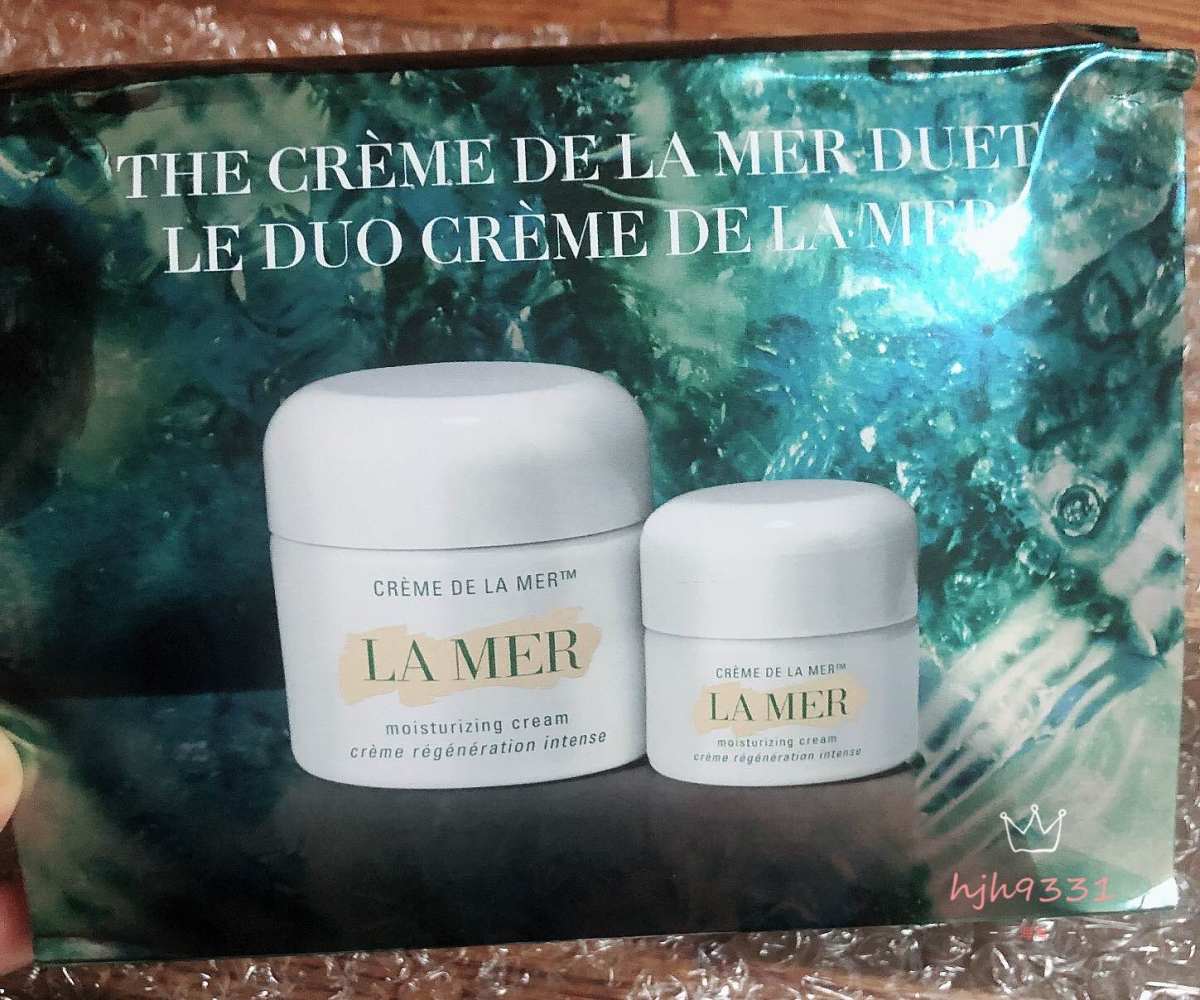 THE CRÈME DE LA MER DUET
LE DUO CRÈME DE LA MER
CRÈME DE LA MER™
LA MER
moisturizing cream
crème régénération intense
CRÈME DE LA MER™
LA MER
moisturizing cream
crème régénération intense
hjh9331